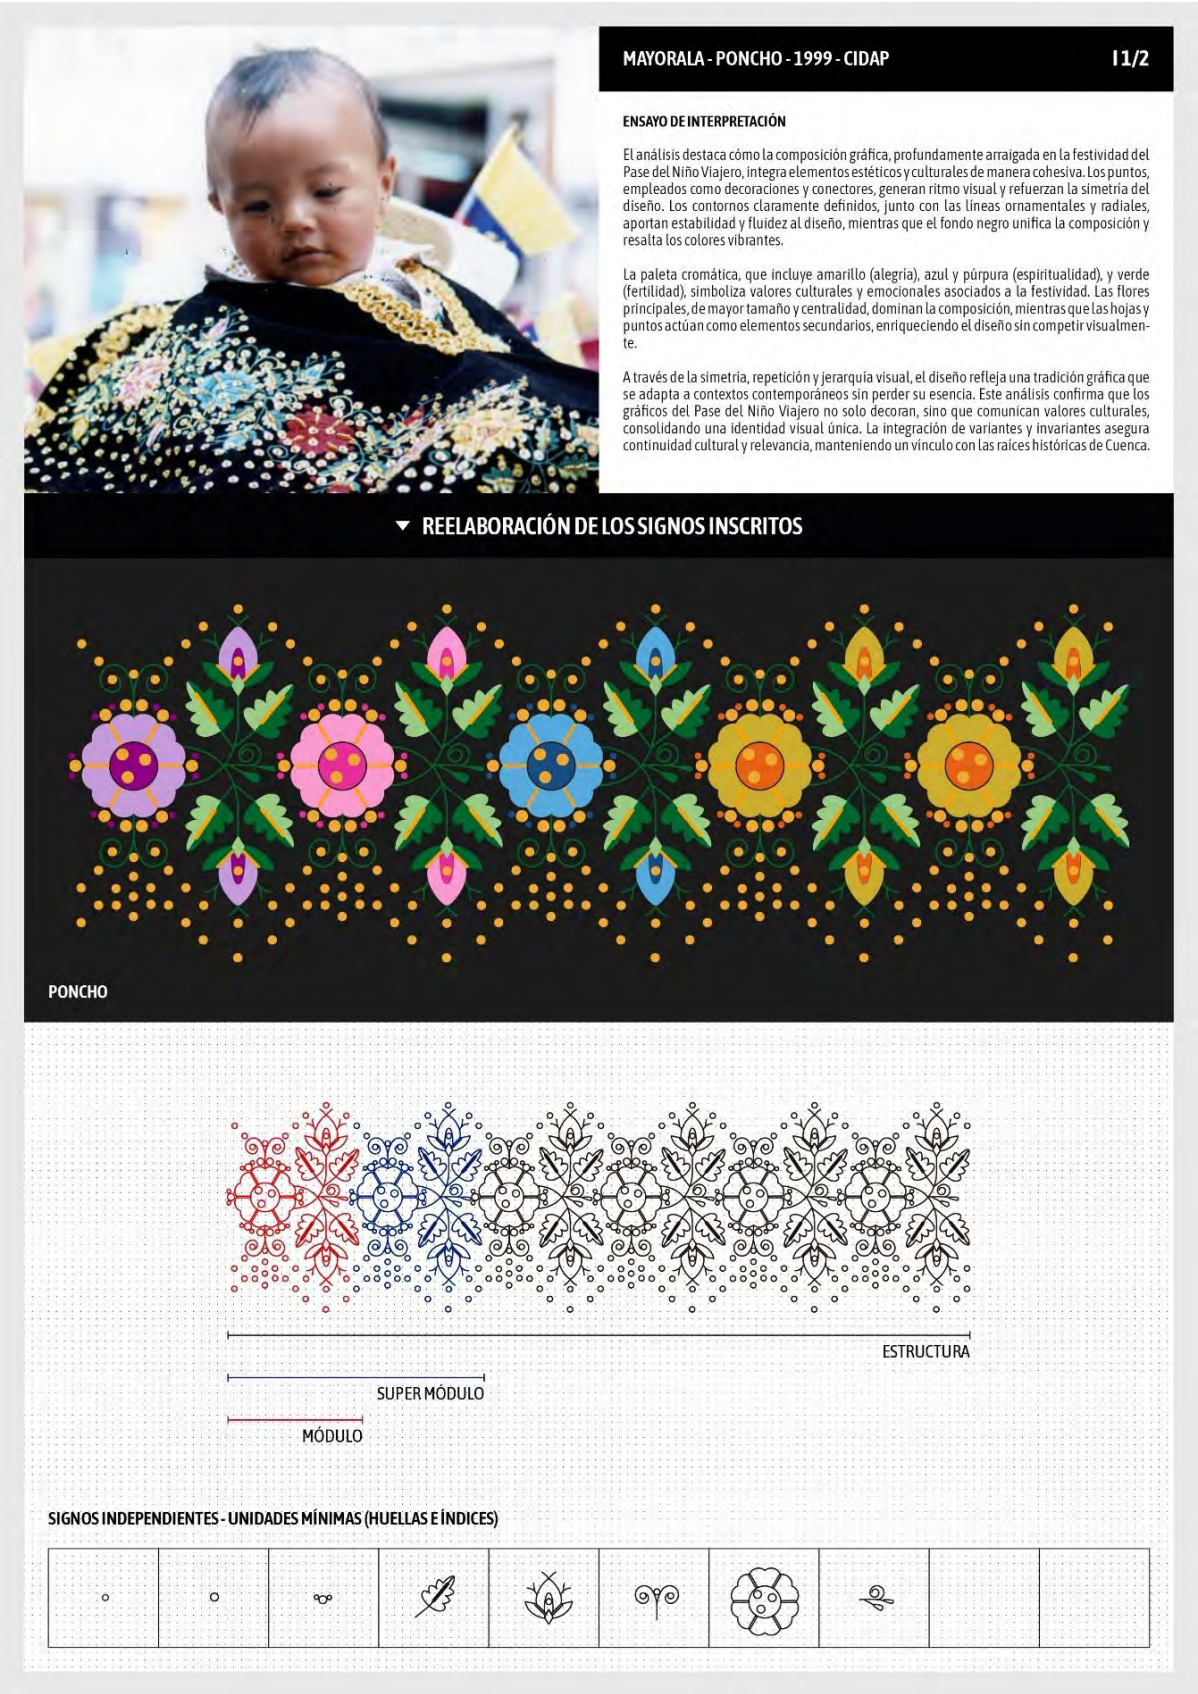 MAYORALA - PONCHO - 1999 - CIDAP
I 1/2
ENSAYO DE INTERPRETACIÓN
El análisis destaca cómo la composición gráfica, profundamente arraigada en la festividad del
Pase del Niño Viajero, integra elementos estéticos y culturales de manera cohesiva. Los puntos,
empleados como decoraciones y conectores, generan ritmo visual y refuerzan la simetría del
diseño. Los contornos claramente definidos, junto con las líneas ornamentales y radiales,
aportan estabilidad y fluidez al diseño, mientras que el fondo negro unifica la composición y
resalta los colores vibrantes.
La paleta cromática, que incluye amarillo (alegría), azul y púrpura (espiritualidad), y verde
(fertilidad), simboliza valores culturales y emocionales asociados a la festividad. Las flores
principales, de mayor tamaño y centralidad, dominan la composición, mientras que las hojas y
puntos actúan como elementos secundarios, enriqueciendo el diseño sin competir visualmen-
te.
A través de la simetría, repetición y jerarquía visual, el diseño refleja una tradición gráfica que
se adapta a contextos contemporáneos sin perder su esencia. Este análisis confirma que los
gráficos del Pase del Niño Viajero no solo decoran, sino que comunican valores culturales,
consolidando una identidad visual única. La integración de variantes y invariantes asegura
continuidad cultural y relevancia, manteniendo un vínculo con las raíces históricas de Cuenca.
REELABORACIÓN DE LOS SIGNOS INSCRITOS
PONCHO
ESTRUCTURA
SUPER MÓDULO
MÓDULO
SIGNOS INDEPENDIENTES - UNIDADES MÍNIMAS (HUELLAS E ÍNDICES)